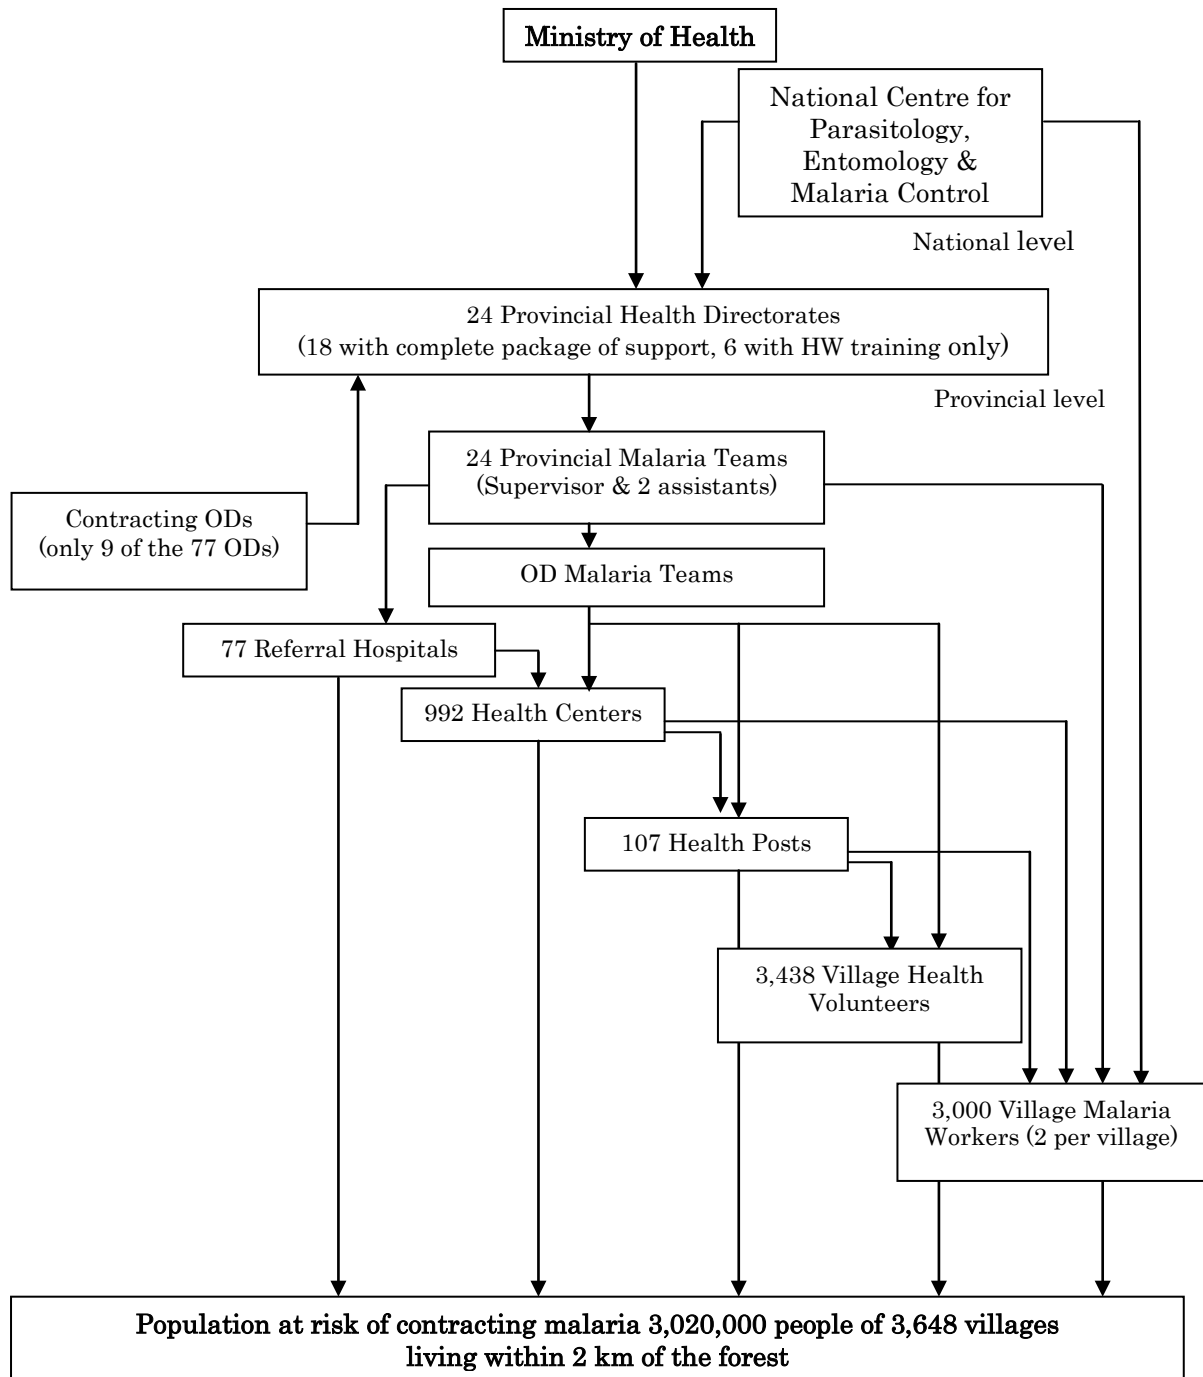 Ministry of Health
National Centre for
Parasitology,
Entomology &
Malaria Control
National level
24 Provincial Health Directorates
(18 with complete package of support, 6 with HW training only)
Provincial level
24 Provincial Malaria Teams
(Supervisor & 2 assistants)
Contracting ODs
(only 9 of the 77 ODs)
OD Malaria Teams
77 Referral Hospitals
992 Health Centers
107 Health Posts
3,438 Village Health
Volunteers
3,000 Village Malaria
Workers (2 per village)
Population at risk of contracting malaria 3,020,000 people of 3,648 villages
living within 2 km of the forest